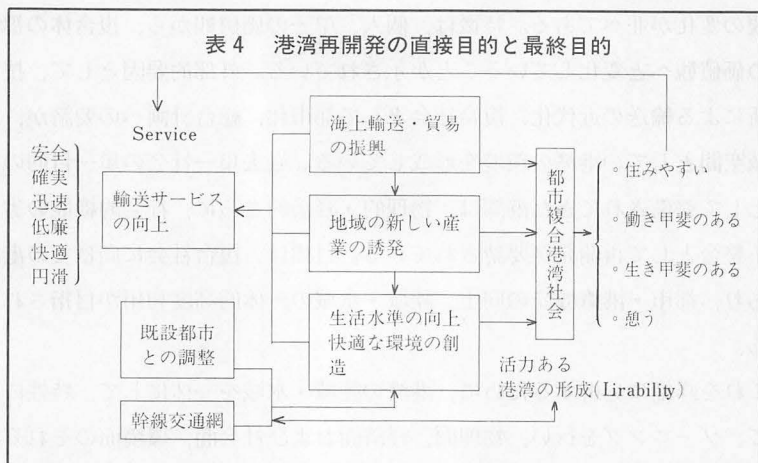 表4 港湾再開発の直接目的と最終目的
Service
安全
確実
迅速
低廉
快適
円滑
輸送サービス
の向上
既設都市
との調整
幹線交通網
海上輸送・貿易
の振興
地域の新しい産
業の誘発
生活水準の向上
快適な環境の創
造
都市複合港湾社会
。住みやすい
。働き甲斐のある
。生き甲斐のある
。憩う
活力ある
港湾の形成(Lirability)